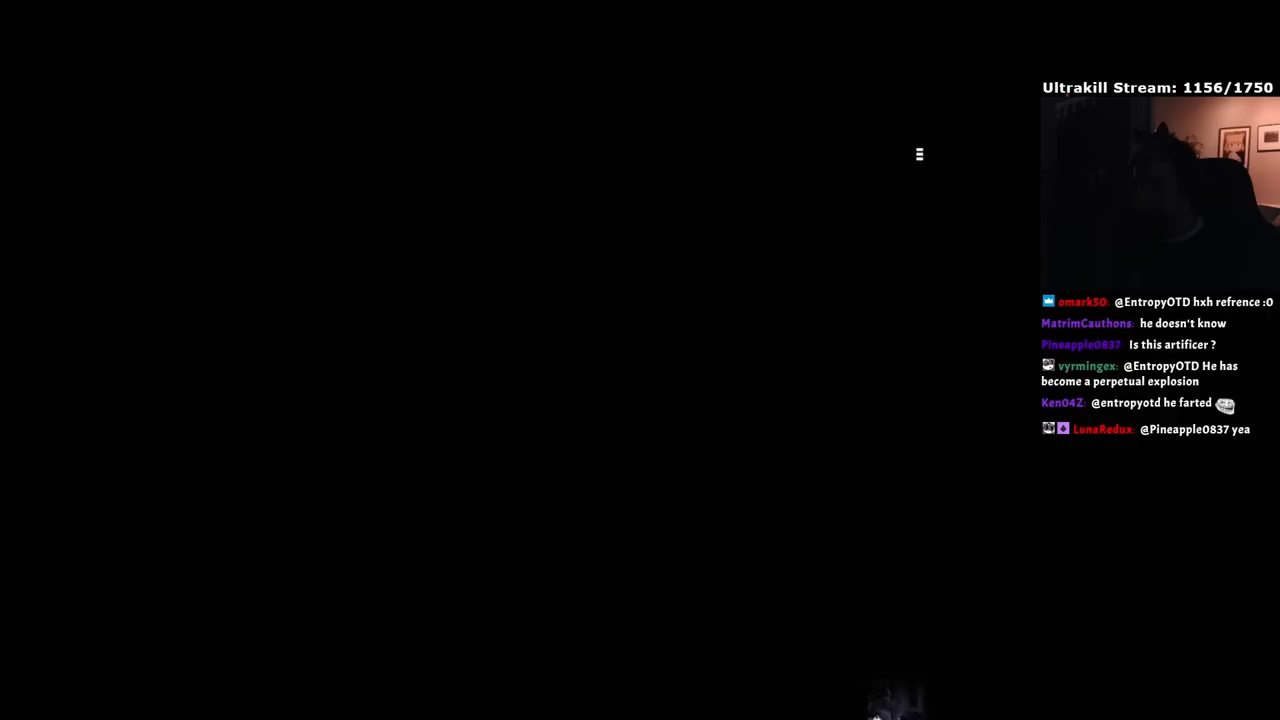 Ultrakill Stream: 1156/1750
omark50: @EntropyOTD hxh refrence :0
MatrimCauthons: he doesn't know
Pineapple0837: Is this artificer ?
vyrmingex: @EntropyOTD He has
become a perpetual explosion
Ken04Z: @entropyotd he farted
LunaRedux: @Pineapple0837 yea